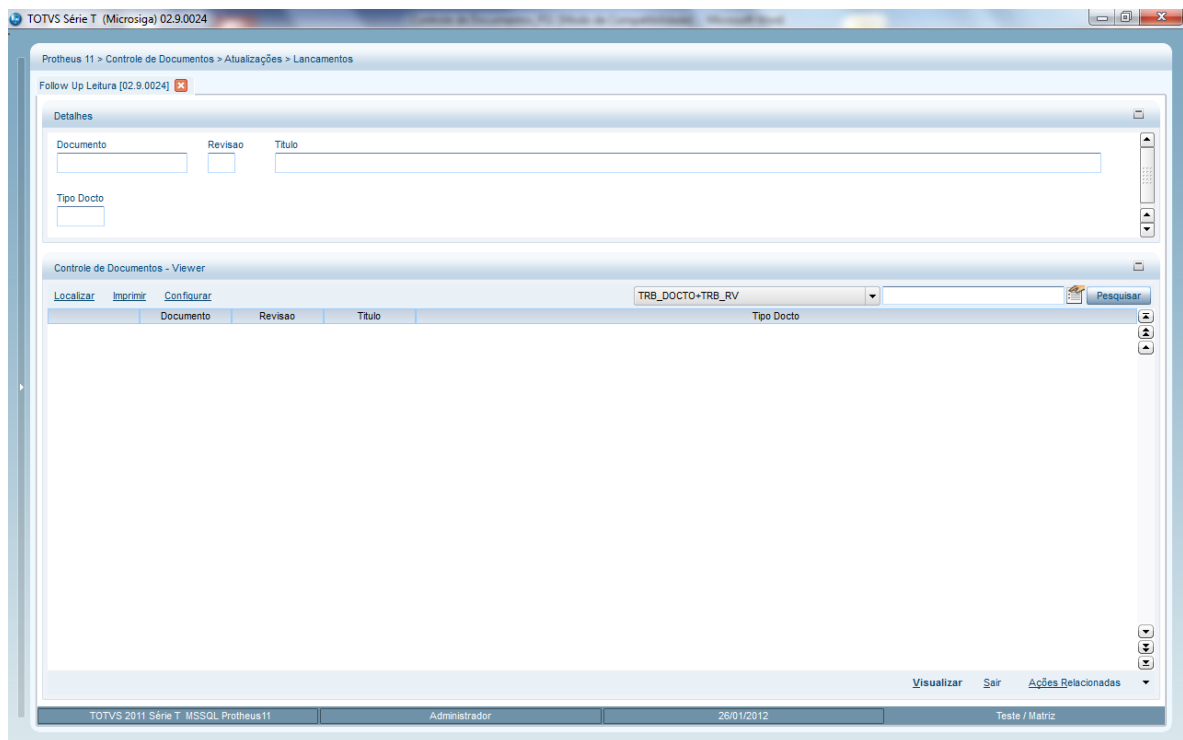 TOTVS Série T (Microsiga) 02.9.0024
Protheus 11 > Controle de Documentos > Atualizações > Lancamentos
Follow Up Leitura [02.9.0024]
Detalhes
Documento Revisao Titulo
Tipo Docto
Controle de Documentos - Viewer
Localizar Imprimir Configurar TRB_DOCTO+TRB_RV Pesquisar
Documento Revisao Titulo Tipo Docto
Visualizar Sair Ações Relacionadas
TOTVS 2011 Série T MSSQL Protheus11 Administrador 26/01/2012 Teste / Matriz